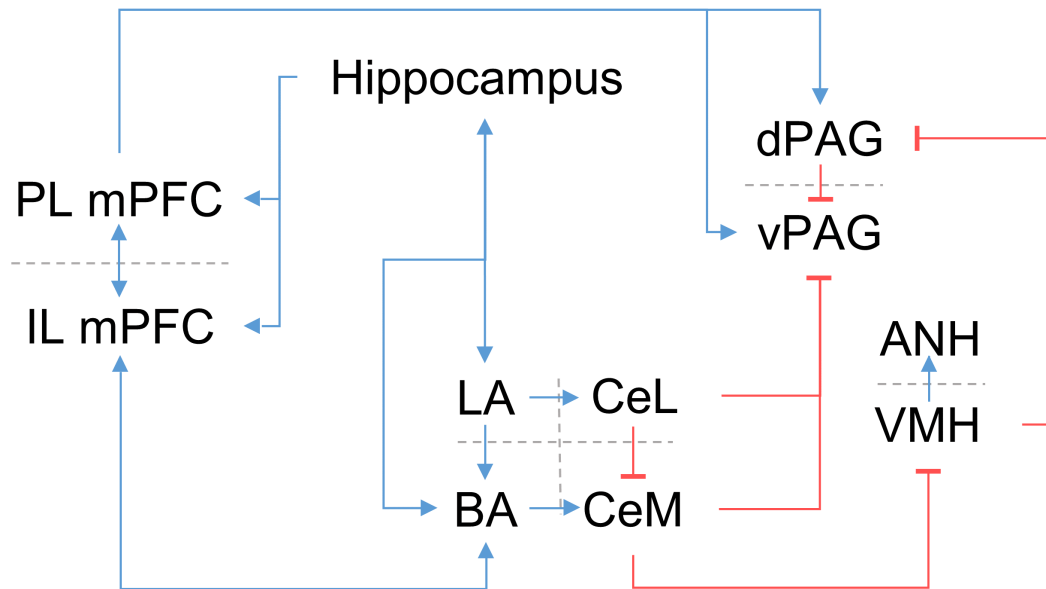 Hippocampus
dPAG
PL mPFC
vPAG
IL mPFC
ANH
LA
CeL
VMH
BA
CeM